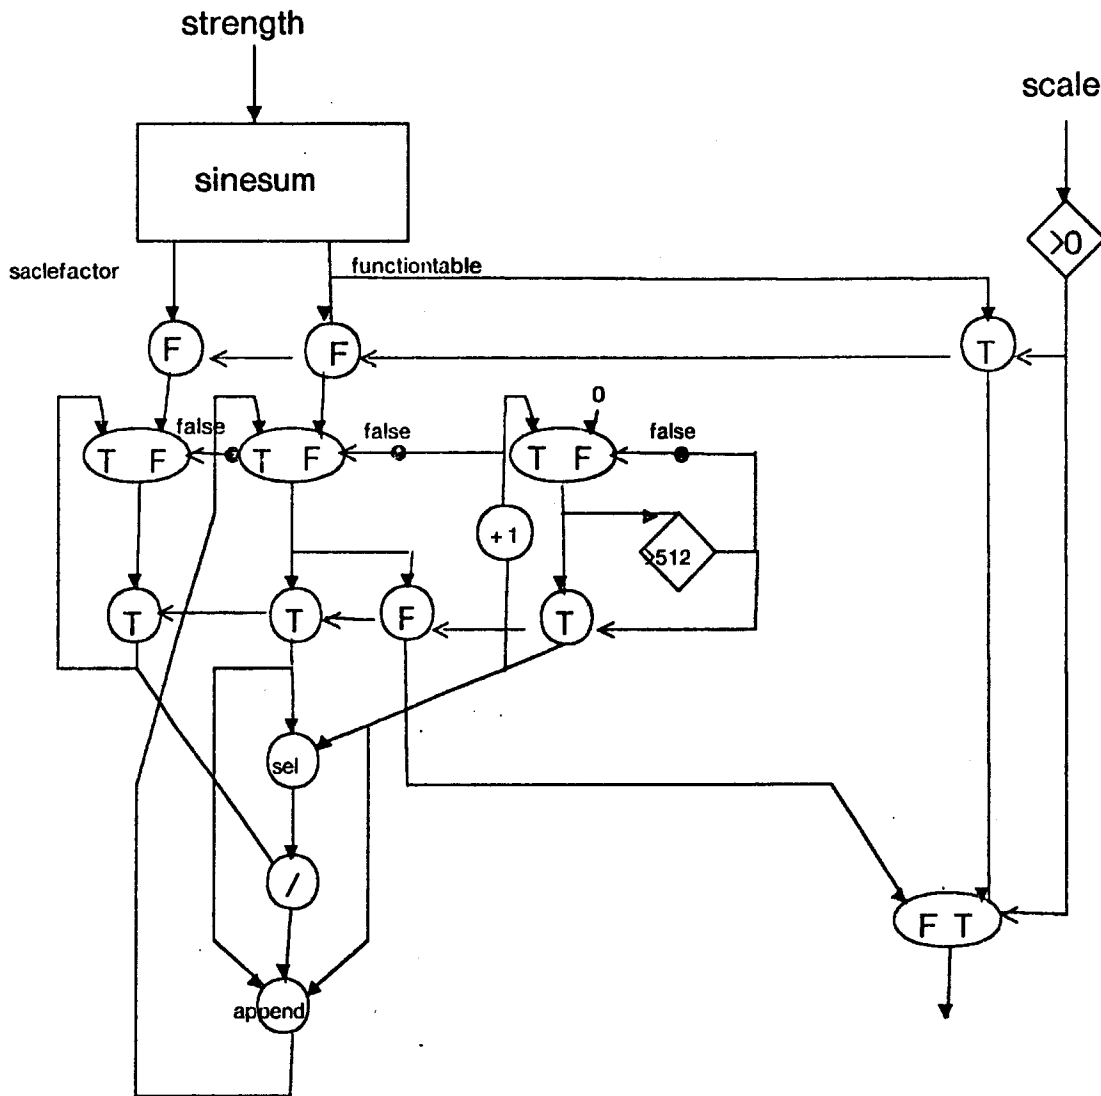 strength
scale
sinesum
>0
saclefactor
functiontable
F
F
T
0
false
false
false
T F
T F
T F
+1
>512
T
T
F
T
sel
/
F T
append